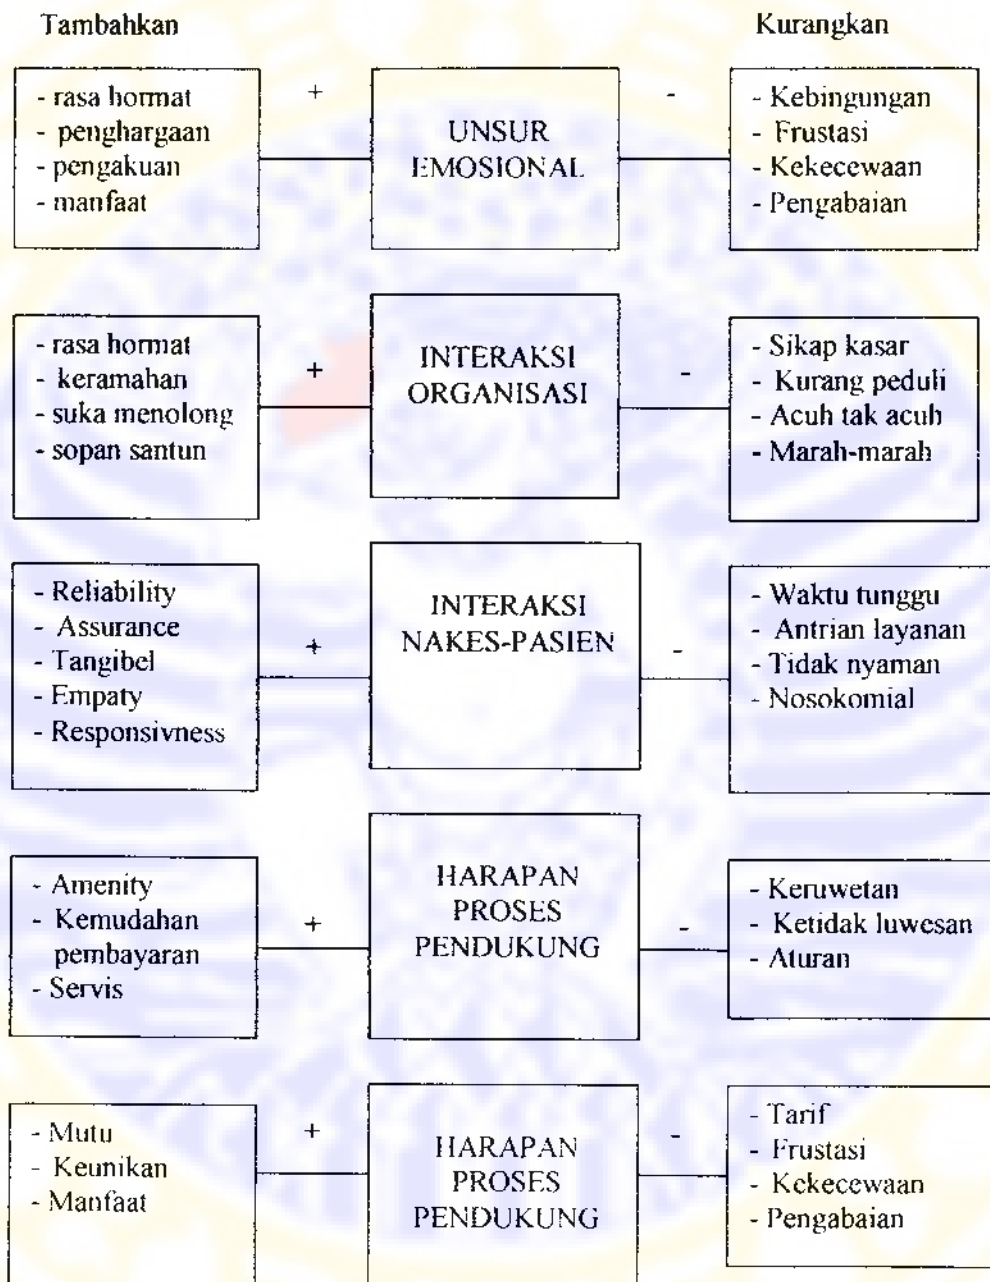 Tambahkan
Kurangkan
- rasa hormat
- penghargaan
- pengakuan
- manfaat
+
UNSUR
EMOSIONAL
-
- Kebingungan
- Frustasi
- Kekecewaan
- Pengabaian
- rasa hormat
- keramahan
- suka menolong
- sopan santun
+
INTERAKSI
ORGANISASI
-
- Sikap kasar
- Kurang peduli
- Acuh tak acuh
- Marah-marah
- Reliability
- Assurance
- Tangibel
- Empaty
- Responsivness
+
INTERAKSI
NAKES-PASIEN
-
- Waktu tunggu
- Antrian layanan
- Tidak nyaman
- Nosokomial
- Amenity
- Kemudahan
pembayaran
- Servis
+
HARAPAN
PROSES
PENDUKUNG
-
- Keruwetan
- Ketidak luwesan
- Aturan
- Mutu
- Keunikan
- Manfaat
+
HARAPAN
PROSES
PENDUKUNG
-
- Tarif
- Frustasi
- Kekecewaan
- Pengabaian